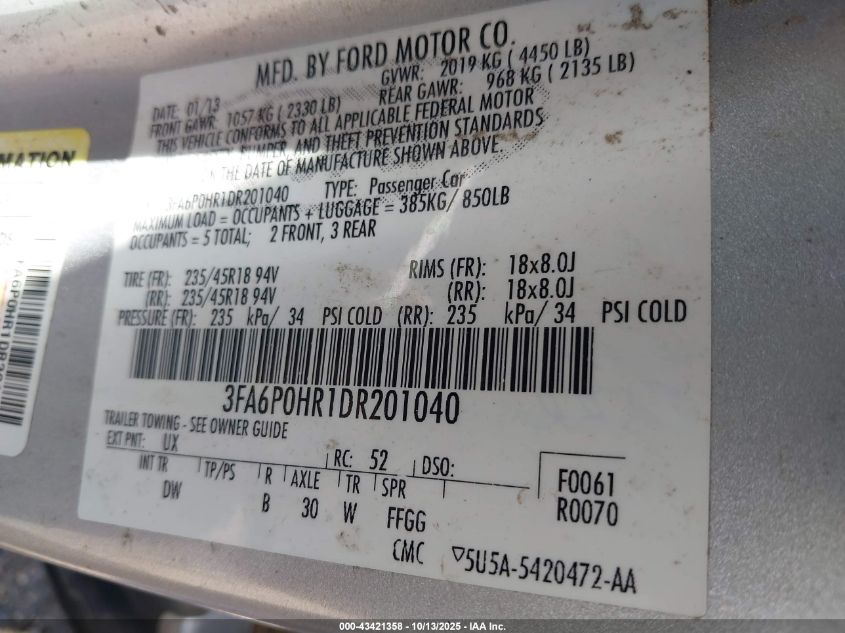 MFD. BY FORD MOTOR CO.
DATE: 01/13 GVWR: 2019 KG ( 4450 LB)
FRONT GAWR: 1057 KG ( 2330 LB) REAR GAWR: 968 KG ( 2135 LB)
THIS VEHICLE CONFORMS TO ALL APPLICABLE FEDERAL MOTOR
BUMPER, AND THEFT PREVENTION STANDARDS
THE DATE OF MANUFACTURE SHOWN ABOVE.
3FA6P0HR1DR201040 TYPE: Passenger Car
MAXIMUM LOAD = OCCUPANTS + LUGGAGE = 385KG/ 850LB
OCCUPANTS = 5 TOTAL; 2 FRONT, 3 REAR
TIRE (FR): 235/45R18 94V RIMS (FR): 18x8.0J
(RR): 235/45R18 94V (RR): 18x8.0J
PRESSURE (FR): 235 kPa/ 34 PSI COLD (RR): 235 kPa/ 34 PSI COLD
3FA6P0HR1DR201040
TRAILER TOWING - SEE OWNER GUIDE
EXT PNT: UX RC: 52 DSO:
INT TR TP/PS R AXLE TR SPR
DW B 30 W FFGG
F0061
R0070
CMC ▽5U5A-5420472-AA
MATION
000-43421358 | 10/13/2025 - IAA Inc.